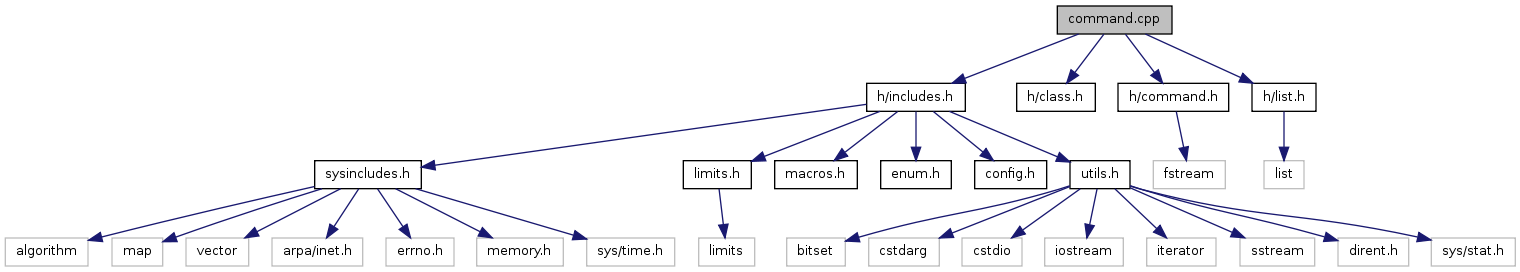 command.cpp
h/includes.h
h/class.h
h/command.h
h/list.h
sysincludes.h
limits.h
macros.h
enum.h
config.h
utils.h
fstream
list
algorithm
map
vector
arpa/inet.h
errno.h
memory.h
sys/time.h
limits
bitset
cstdarg
cstdio
iostream
iterator
sstream
dirent.h
sys/stat.h